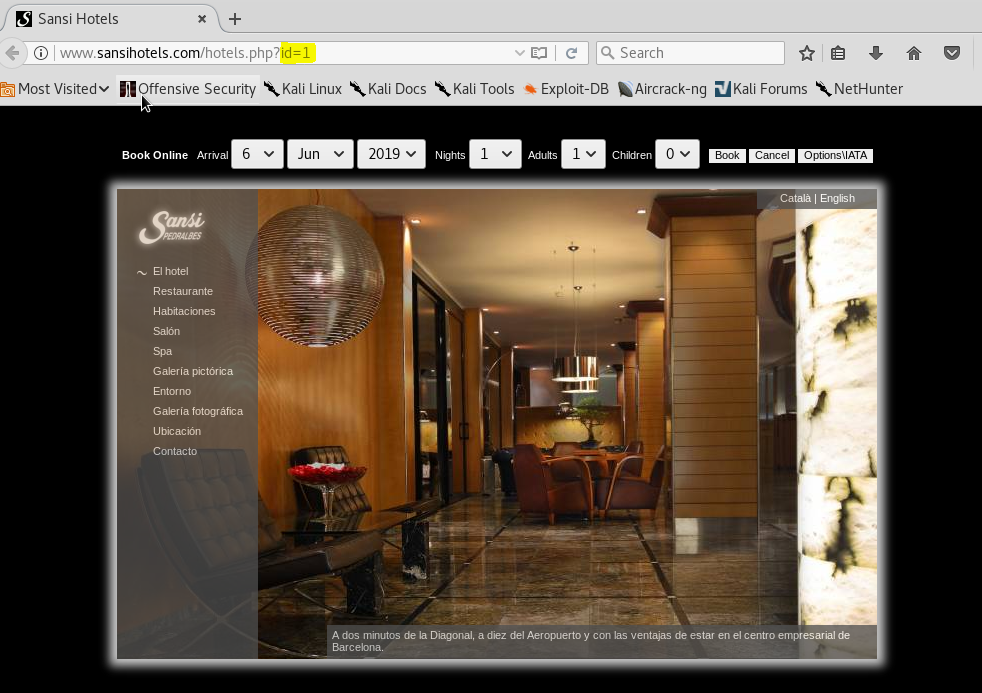 Sansi Hotels
www.sansihotels.com/hotels.php?id=1
Search
Most Visited Offensive Security Kali Linux Kali Docs Kali Tools Exploit-DB Aircrack-ng Kali Forums NetHunter
Book Online Arrival 6 Jun 2019 Nights 1 Adults 1 Children 0 Book Cancel Options\IATA
Català | English
Sansi
PEDRALBES
El hotel
Restaurante
Habitaciones
Salón
Spa
Galería pictórica
Entorno
Galería fotográfica
Ubicación
Contacto
A dos minutos de la Diagonal, a diez del Aeropuerto y con las ventajas de estar en el centro empresarial de
Barcelona.